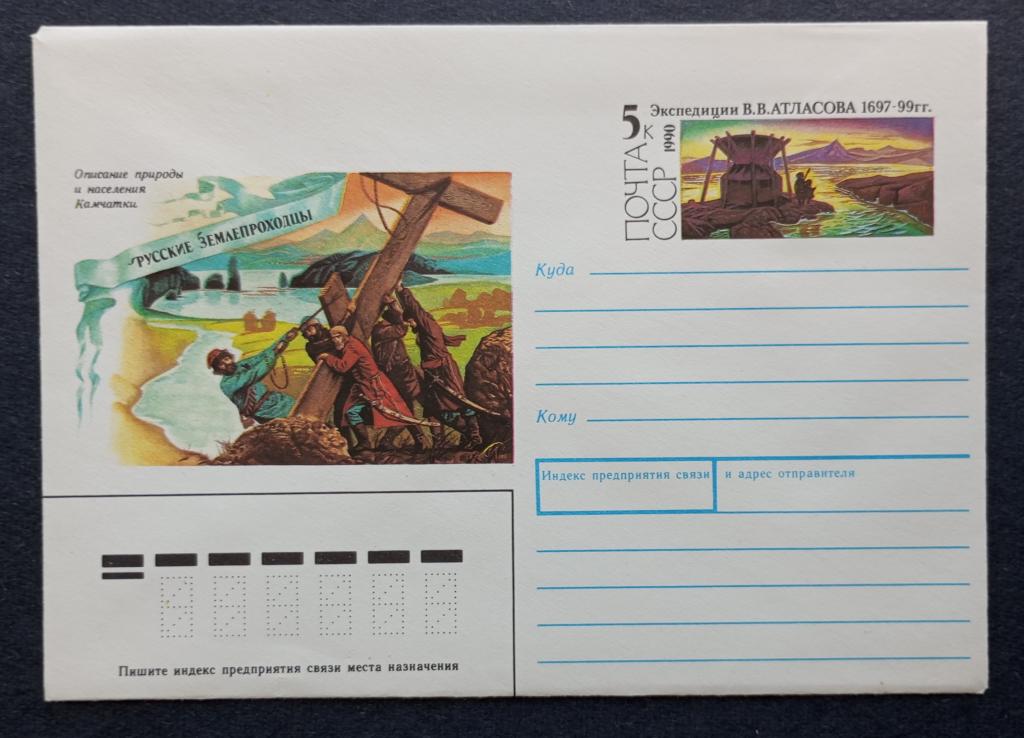 Экспедиции В.В.АТЛАСОВА 1697-99гг.
5к
1990
ПОЧТА
СССР
Описание природы
и населения
Камчатки
РУССКИЕ ЗЕМЛЕПРОХОДЦЫ
Куда
Кому
Индекс предприятия связи и адрес отправителя
Пишите индекс предприятия связи места назначения